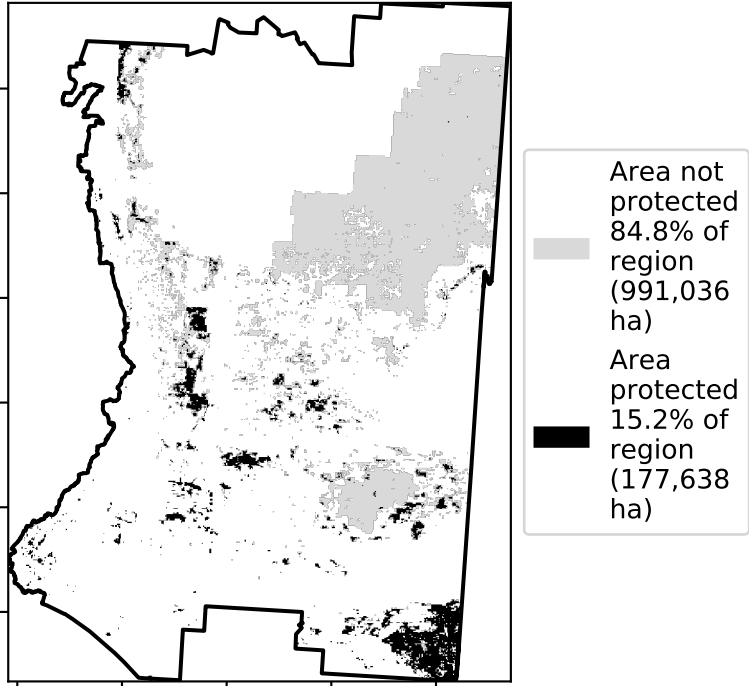 Area not
protected
84.8% of
region
(991,036
ha)
Area
protected
15.2% of
region
(177,638
ha)